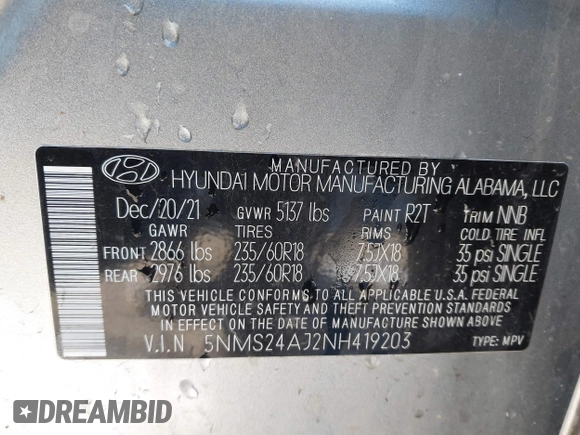 MANUFACTURED BY
HYUNDAI MOTOR MANUFACTURING ALABAMA, LLC
Dec/20/21 GVWR 5137 lbs PAINT R2T TRIM NNB
GAWR TIRES RIMS COLD TIRE INFL
FRONT 2866 lbs 235/60R18 7.5JX18 35 psi SINGLE
REAR 2976 lbs 235/60R18 7.5JX18 35 psi SINGLE
THIS VEHICLE CONFORMS TO ALL APPLICABLE U.S.A. FEDERAL
MOTOR VEHICLE SAFETY AND THEFT PREVENTION STANDARDS
IN EFFECT ON THE DATE OF MANUFACTURE SHOWN ABOVE.
V.I.N 5NMS24AJ2NH419203 TYPE: MPV
DREAMBID